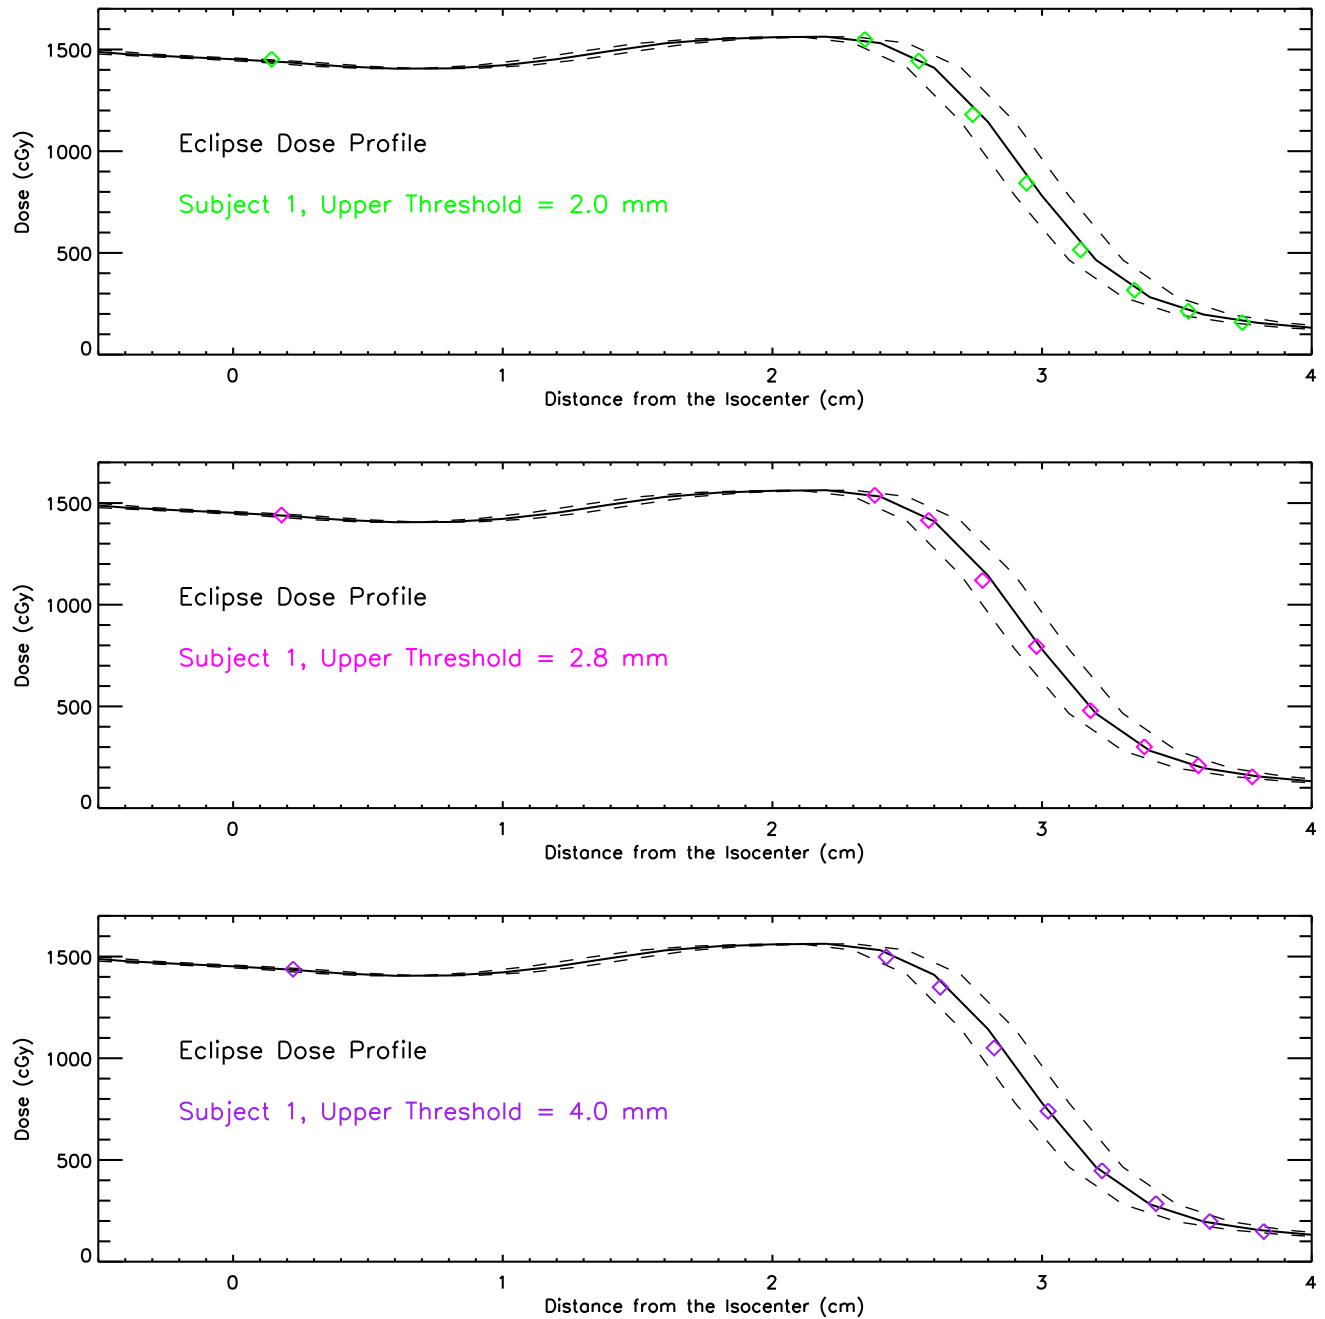 1500
1000
500
0
Dose (cGy)
Eclipse Dose Profile
Subject 1, Upper Threshold = 2.0 mm
0 1 2 3 4
Distance from the Isocenter (cm)
1500
1000
500
0
Dose (cGy)
Eclipse Dose Profile
Subject 1, Upper Threshold = 2.8 mm
0 1 2 3 4
Distance from the Isocenter (cm)
1500
1000
500
0
Dose (cGy)
Eclipse Dose Profile
Subject 1, Upper Threshold = 4.0 mm
0 1 2 3 4
Distance from the Isocenter (cm)